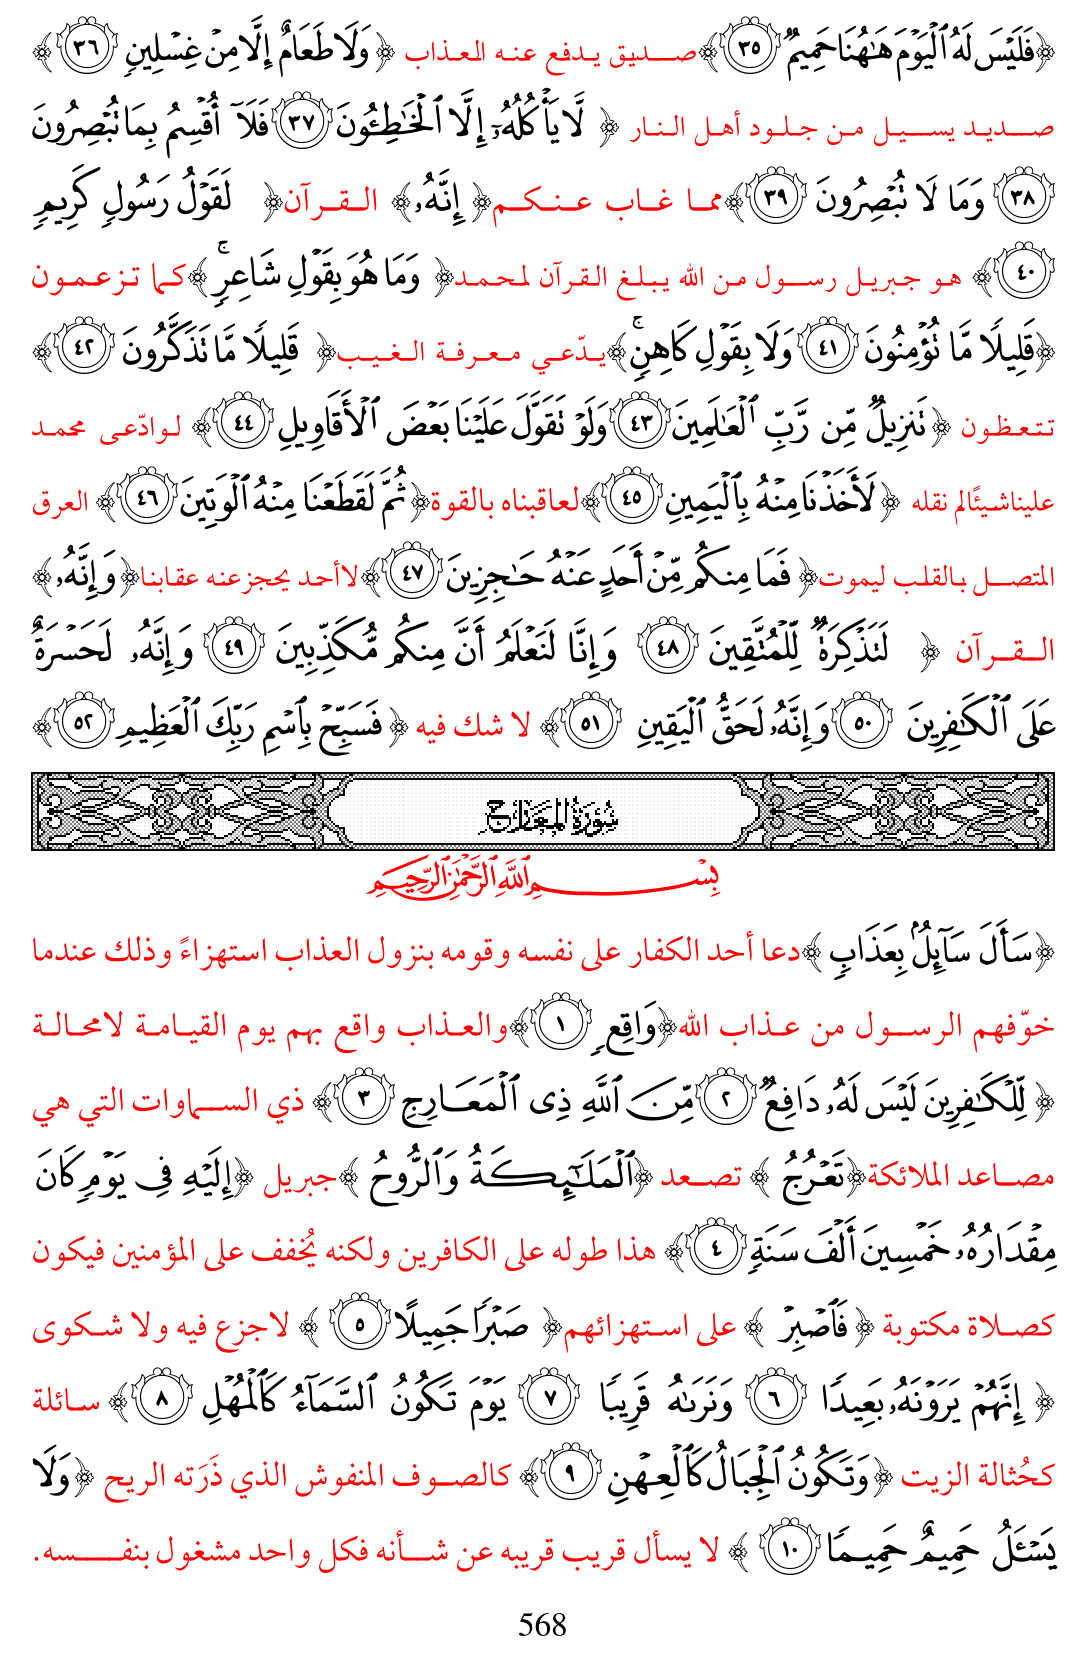 ﴿فَلَيْسَ لَهُ ٱلْيَوْمَ هَٰهُنَا حَمِيمٌ ٣٥﴾ صديق يدفع عنه العذاب ﴿وَلَا طَعَامٌ إِلَّا مِنْ غِسْلِينٍ ٣٦﴾
صديد يسيل من جلود أهل النار ﴿لَّا يَأْكُلُهُۥٓ إِلَّا ٱلْخَٰطِـُٔونَ ٣٧ فَلَآ أُقْسِمُ بِمَا تُبْصِرُونَ
٣٨ وَمَا لَا تُبْصِرُونَ ٣٩﴾ مما غاب عنكم ﴿إِنَّهُۥ﴾ القرآن ﴿لَقَوْلُ رَسُولٍ كَرِيمٍ
٤٠﴾ هو جبريل رسول من الله يبلغ القرآن لمحمد ﴿وَمَا هُوَ بِقَوْلِ شَاعِرٍ ۚ﴾ كما تزعمون
﴿قَلِيلًا مَّا تُؤْمِنُونَ ٤١ وَلَا بِقَوْلِ كَاهِنٍ ۚ﴾ يدّعي معرفة الغيب ﴿قَلِيلًا مَّا تَذَكَّرُونَ ٤٢﴾
تتعظون ﴿تَنزِيلٌ مِّن رَّبِّ ٱلْعَٰلَمِينَ ٤٣ وَلَوْ تَقَوَّلَ عَلَيْنَا بَعْضَ ٱلْأَقَاوِيلِ ٤٤﴾ لو ادّعى محمد
علينا شيئًا لم نقله ﴿لَأَخَذْنَا مِنْهُ بِٱلْيَمِينِ ٤٥﴾ لعاقبناه بالقوة ﴿ثُمَّ لَقَطَعْنَا مِنْهُ ٱلْوَتِينَ ٤٦﴾ العرق
المتصل بالقلب ليموت ﴿فَمَا مِنكُم مِّنْ أَحَدٍ عَنْهُ حَٰجِزِينَ ٤٧﴾ لا أحد يحجز عنه عقابنا ﴿وَإِنَّهُۥ﴾
القرآن ﴿لَتَذْكِرَةٌ لِّلْمُتَّقِينَ ٤٨ وَإِنَّا لَنَعْلَمُ أَنَّ مِنكُم مُّكَذِّبِينَ ٤٩ وَإِنَّهُۥ لَحَسْرَةٌ
عَلَى ٱلْكَٰفِرِينَ ٥٠ وَإِنَّهُۥ لَحَقُّ ٱلْيَقِينِ ٥١﴾ لا شك فيه ﴿فَسَبِّحْ بِٱسْمِ رَبِّكَ ٱلْعَظِيمِ ٥٢﴾
سُورَةُ المَعَارِج
بِسْمِ ٱللَّهِ ٱلرَّحْمَٰنِ ٱلرَّحِيمِ
﴿سَأَلَ سَآئِلٌۢ بِعَذَابٍ﴾ دعا أحد الكفار على نفسه وقومه بنزول العذاب استهزاءً وذلك عندما
خوّفهم الرسول من عذاب الله ﴿وَاقِعٍ ١﴾ والعذاب واقع بهم يوم القيامة لا محالة
﴿لِّلْكَٰفِرِينَ لَيْسَ لَهُۥ دَافِعٌ ٢ مِّنَ ٱللَّهِ ذِى ٱلْمَعَارِجِ ٣﴾ ذي السماوات التي هي
مصاعد الملائكة ﴿تَعْرُجُ﴾ تصعد ﴿ٱلْمَلَٰٓئِكَةُ وَٱلرُّوحُ﴾ جبريل ﴿إِلَيْهِ فِى يَوْمٍ كَانَ
مِقْدَارُهُۥ خَمْسِينَ أَلْفَ سَنَةٍ ٤﴾ هذا طوله على الكافرين ولكنه يُخفف على المؤمنين فيكون
كصلاة مكتوبة ﴿فَٱصْبِرْ﴾ على استهزائهم ﴿صَبْرًا جَمِيلًا ٥﴾ لا جزع فيه ولا شكوى
﴿إِنَّهُمْ يَرَوْنَهُۥ بَعِيدًا ٦ وَنَرَىٰهُ قَرِيبًا ٧ يَوْمَ تَكُونُ ٱلسَّمَآءُ كَٱلْمُهْلِ ٨﴾ سائلة
كحُثالة الزيت ﴿وَتَكُونُ ٱلْجِبَالُ كَٱلْعِهْنِ ٩﴾ كالصوف المنفوش الذي ذَرَته الريح ﴿وَلَا
يَسْـَٔلُ حَمِيمٌ حَمِيمًا ١٠﴾ لا يسأل قريب قريبه عن شأنه فكل واحد مشغول بنفسه.
568